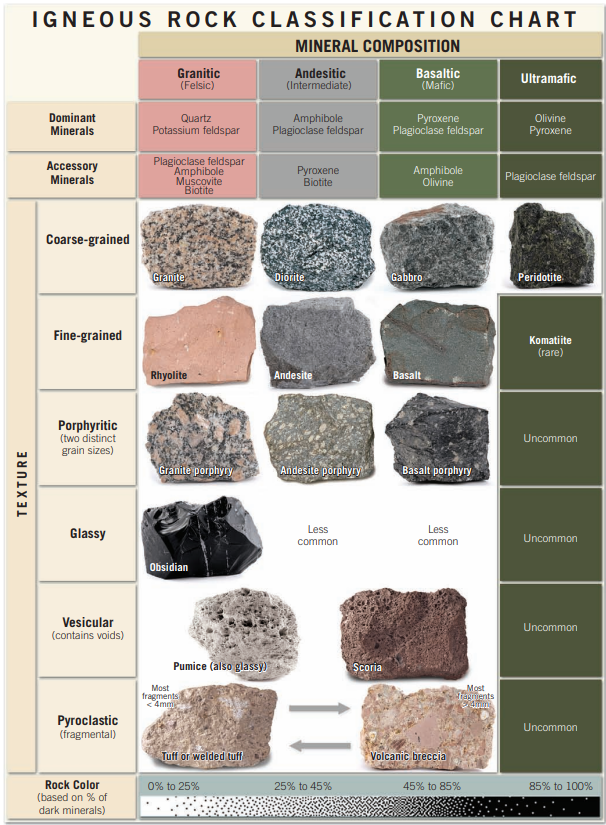 IGNEOUS ROCK CLASSIFICATION CHART
MINERAL COMPOSITION
Granitic
(Felsic)
Andesitic
(Intermediate)
Basaltic
(Mafic)
Ultramafic
Dominant
Minerals
Quartz
Potassium feldspar
Amphibole
Plagioclase feldspar
Pyroxene
Plagioclase feldspar
Olivine
Pyroxene
Accessory
Minerals
Plagioclase feldspar
Amphibole
Muscovite
Biotite
Pyroxene
Biotite
Amphibole
Olivine
Plagioclase feldspar
TEXTURE
Coarse-grained
Granite
Diorite
Gabbro
Peridotite
Fine-grained
Rhyolite
Andesite
Basalt
Komatiite
(rare)
Porphyritic
(two distinct
grain sizes)
Granite porphyry
Andesite porphyry
Basalt porphyry
Uncommon
Glassy
Obsidian
Less
common
Less
common
Uncommon
Vesicular
(contains voids)
Pumice (also glassy)
Scoria
Uncommon
Pyroclastic
(fragmental)
Most
fragments
< 4mm
Tuff or welded tuff
Most
fragments
> 4mm
Volcanic breccia
Uncommon
Rock Color
(based on % of
dark minerals)
0% to 25%
25% to 45%
45% to 85%
85% to 100%